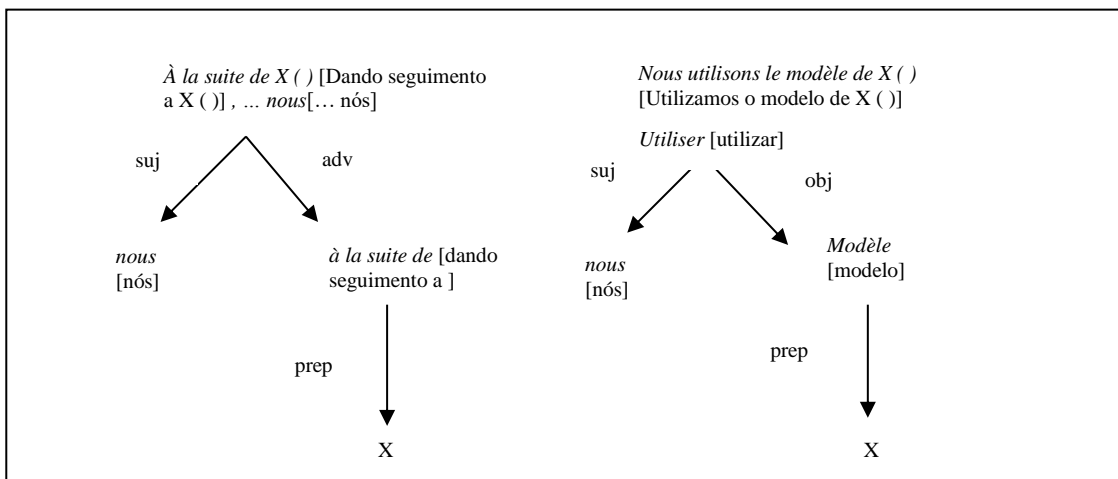 À la suite de X ( ) [Dando seguimento
a X ( )] , ... nous[… nós]
suj
adv
nous
[nós]
à la suite de [dando
seguimento a ]
prep
X
Nous utilisons le modèle de X ( )
[Utilizamos o modelo de X ( )]
Utiliser [utilizar]
suj
obj
nous
[nós]
Modèle
[modelo]
prep
X